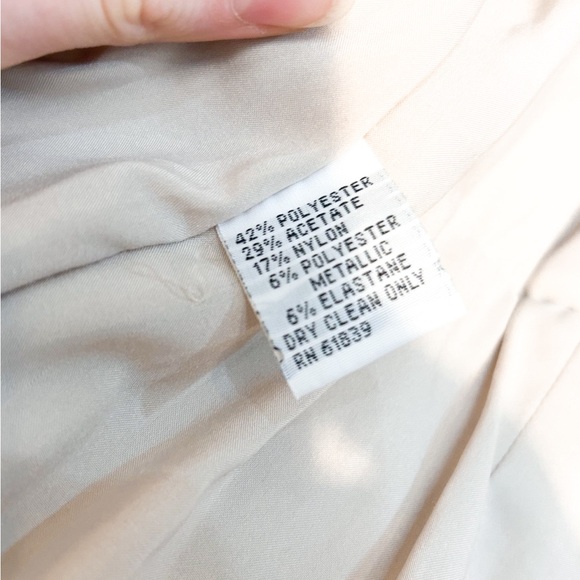 42% POLYESTER
29% ACETATE
17% NYLON
6% POLYESTER
METALLIC
6% ELASTANE
DRY CLEAN ONLY
RN 61839